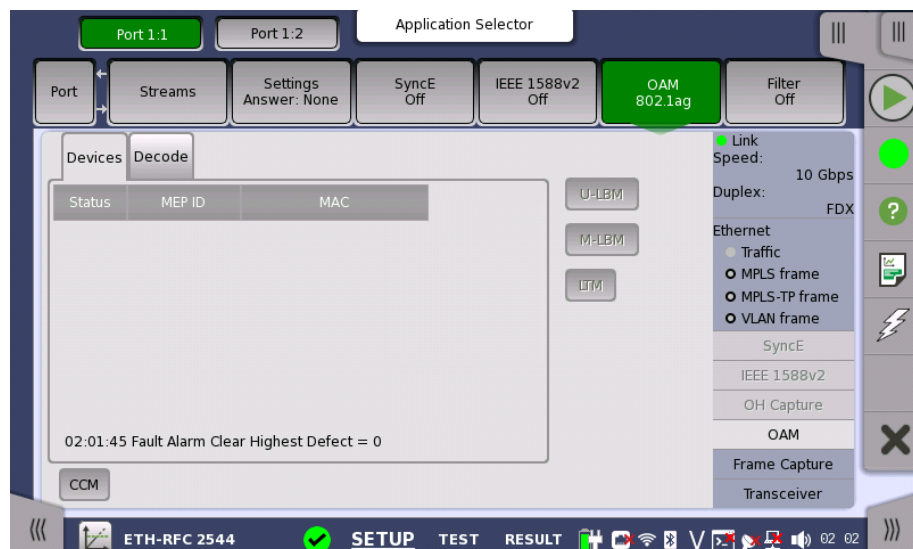 Port 1:1
Port 1:2
Application Selector
Port
Streams
Settings
Answer: None
SyncE
Off
IEEE 1588v2
Off
OAM
802.1ag
Filter
Off
Devices
Decode
Status
MEP ID
MAC
U-LBM
M-LBM
LTM
02:01:45 Fault Alarm Clear Highest Defect = 0
CCM
Link
Speed:
10 Gbps
Duplex:
FDX
Ethernet
Traffic
MPLS frame
MPLS-TP frame
VLAN frame
SyncE
IEEE 1588v2
OH Capture
OAM
Frame Capture
Transceiver
ETH-RFC 2544
SETUP
TEST
RESULT
02 02